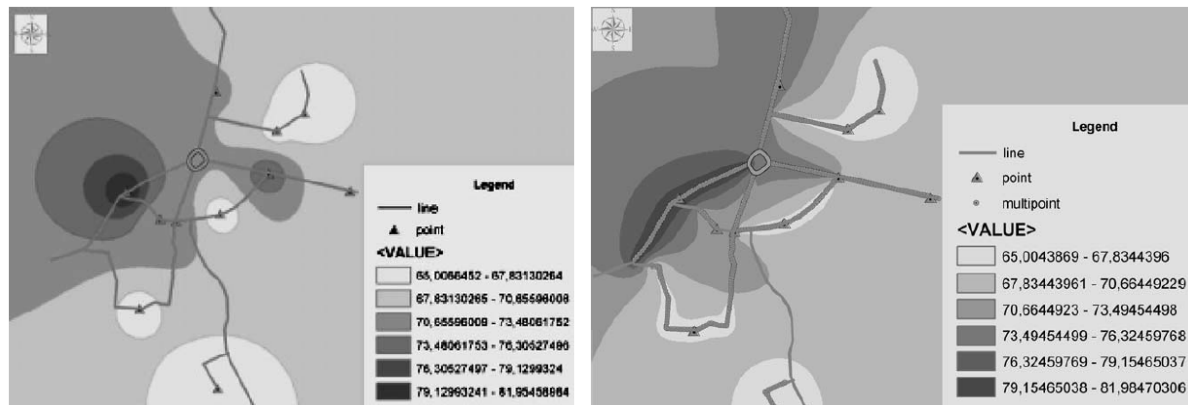 Legend
line
point
<VALUE>
65,0066452 - 67,83130264
67,83130265 - 70,65596008
70,65596009 - 73,48061752
73,48061753 - 76,30527496
76,30527497 - 79,1299324
79,12993241 - 81,95458984
Legend
line
point
multipoint
<VALUE>
65,0043869 - 67,8344396
67,83443961 - 70,66449229
70,6644923 - 73,49454498
73,49454499 - 76,32459768
76,32459769 - 79,15465037
79,15465038 - 81,98470306